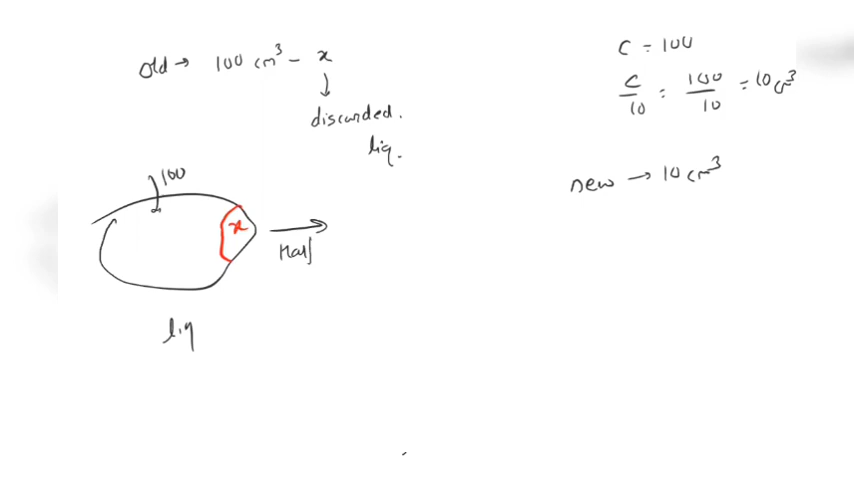 Old → 100 cm³ – x
↓
discarded.
liq.
100
x
Half
liq
C = 100
C/10 = 100/10 = 10 cm³
new → 10 cm³